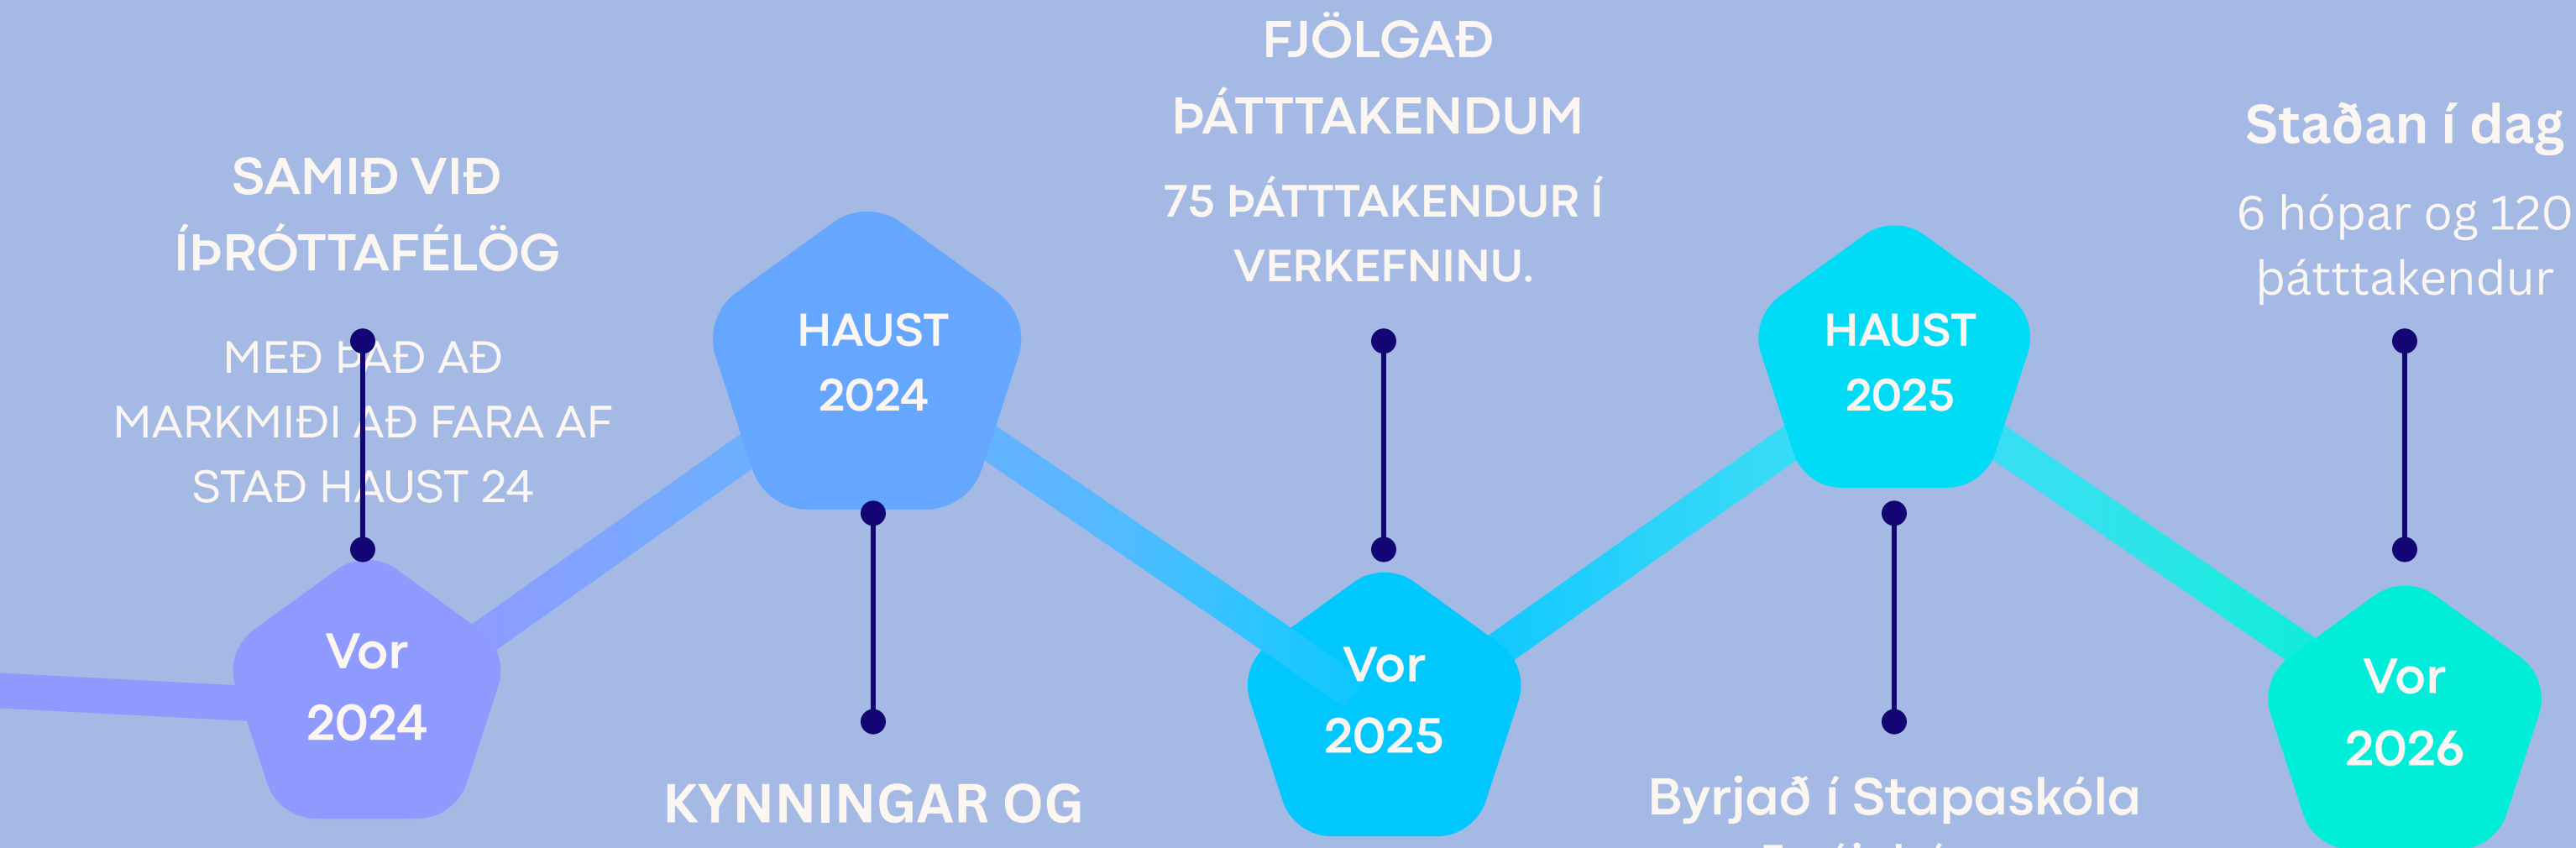 SAMIÐ VIÐ
ÍÞRÓTTAFÉLÖG
MEÐ ÞAÐ AÐ
MARKMIÐI AÐ FARA AF
STAÐ HAUST 24
Vor
2024
HAUST
2024
KYNNINGAR OG
FJÖLGAÐ
ÞÁTTTAKENDUM
75 ÞÁTTTAKENDUR Í
VERKEFNINU.
Vor
2025
HAUST
2025
Byrjað í Stapaskóla
Staðan í dag
6 hópar og 120
þátttakendur
Vor
2026